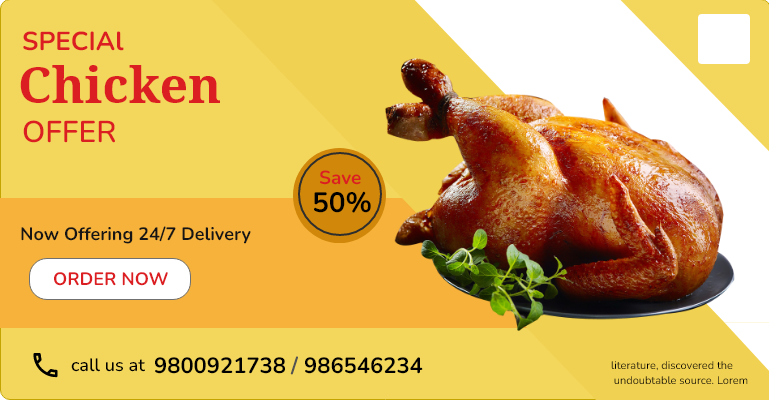 SPECIAl
Chicken
OFFER
Save
50%
Now Offering 24/7 Delivery
ORDER NOW
call us at 9800921738 / 986546234
literature, discovered the
undoubtable source. Lorem